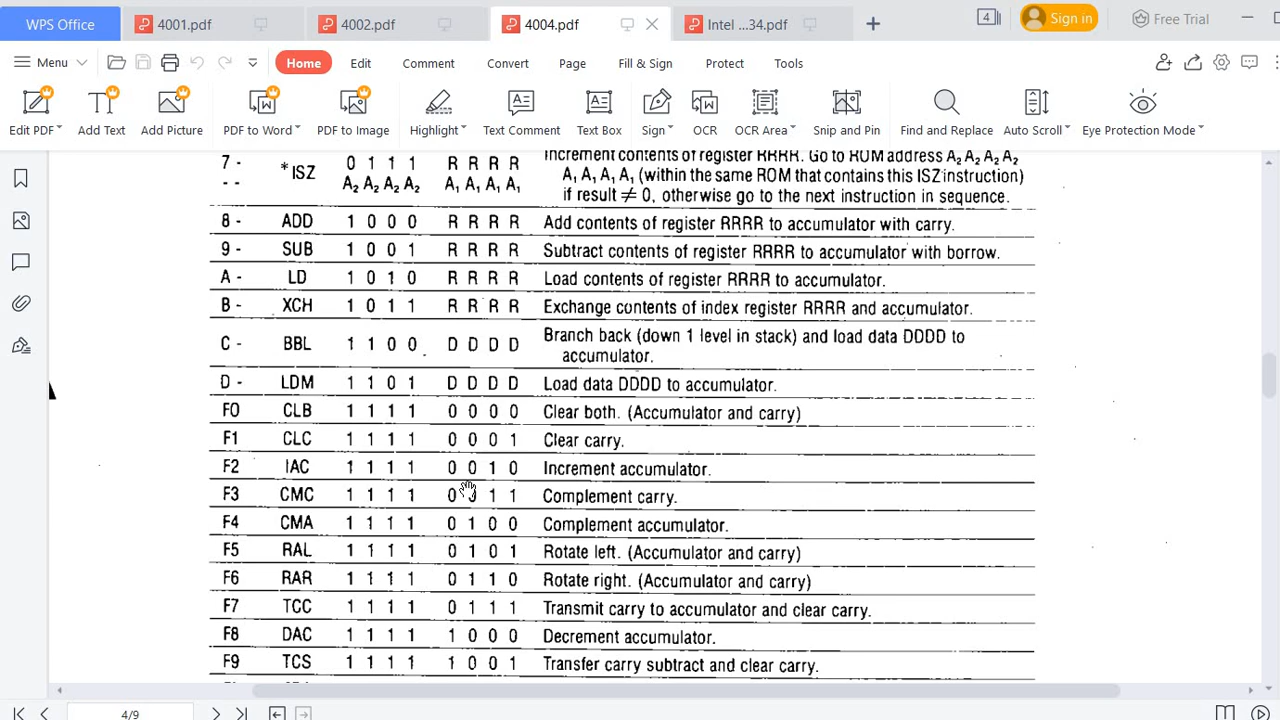 WPS Office 4001.pdf 4002.pdf 4004.pdf Intel ...34.pdf 4 Sign in Free Trial
Menu Home Edit Comment Convert Page Fill & Sign Protect Tools
Edit PDF Add Text Add Picture PDF to Word PDF to Image Highlight Text Comment Text Box Sign OCR OCR Area Snip and Pin Find and Replace Auto Scroll Eye Protection Mode
7 - *ISZ 0 1 1 1 R R R R Increment contents of register RRRR. Go to ROM address A2 A2 A2 A2
- - A2 A2 A2 A2 A1 A1 A1 A1 A1 A1 A1 A1 (within the same ROM that contains this ISZ instruction)
if result ≠ 0, otherwise go to the next instruction in sequence.
8 - ADD 1 0 0 0 R R R R Add contents of register RRRR to accumulator with carry.
9 - SUB 1 0 0 1 R R R R Subtract contents of register RRRR to accumulator with borrow.
A - LD 1 0 1 0 R R R R Load contents of register RRRR to accumulator.
B - XCH 1 0 1 1 R R R R Exchange contents of index register RRRR and accumulator.
C - BBL 1 1 0 0 D D D D Branch back (down 1 level in stack) and load data DDDD to
accumulator.
D - LDM 1 1 0 1 D D D D Load data DDDD to accumulator.
F0 CLB 1 1 1 1 0 0 0 0 Clear both. (Accumulator and carry)
F1 CLC 1 1 1 1 0 0 0 1 Clear carry.
F2 IAC 1 1 1 1 0 0 1 0 Increment accumulator.
F3 CMC 1 1 1 1 0 0 1 1 Complement carry.
F4 CMA 1 1 1 1 0 1 0 0 Complement accumulator.
F5 RAL 1 1 1 1 0 1 0 1 Rotate left. (Accumulator and carry)
F6 RAR 1 1 1 1 0 1 1 0 Rotate right. (Accumulator and carry)
F7 TCC 1 1 1 1 0 1 1 1 Transmit carry to accumulator and clear carry.
F8 DAC 1 1 1 1 1 0 0 0 Decrement accumulator.
F9 TCS 1 1 1 1 1 0 0 1 Transfer carry subtract and clear carry.
4/9